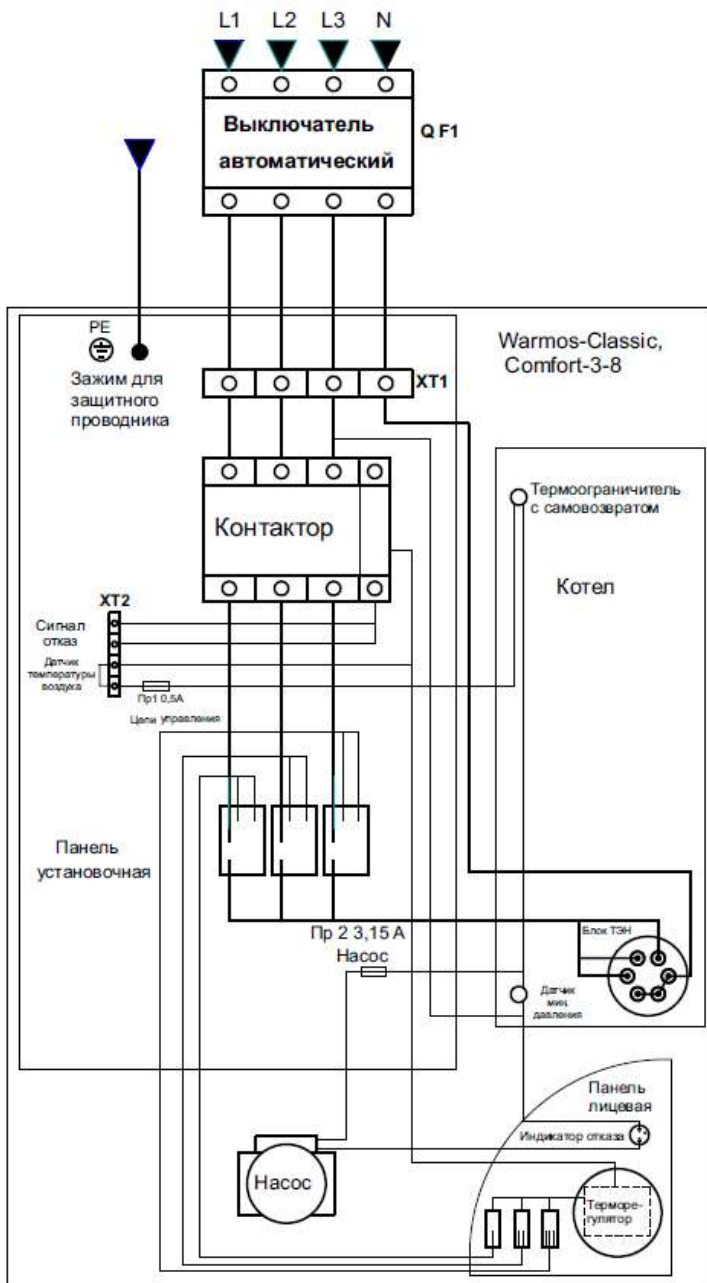 L1 L2 L3 N
Выключатель
автоматический
Q F1
PE
Зажим для
защитного
проводника
Warmos-Classic,
Comfort-3-8
XT1
Термоограничитель
с самовозвратом
Контактор
Котел
XT2
Сигнал
отказ
Датчик
температуры
воздуха
Пр1 0,5А
Цепи управления
Панель
установочная
Пр 2 3,15 А
Насос
Блок ТЭН
Датчик
мин.
давления
Панель
лицевая
Индикатор отказа
Насос
Терморе-
гулятор